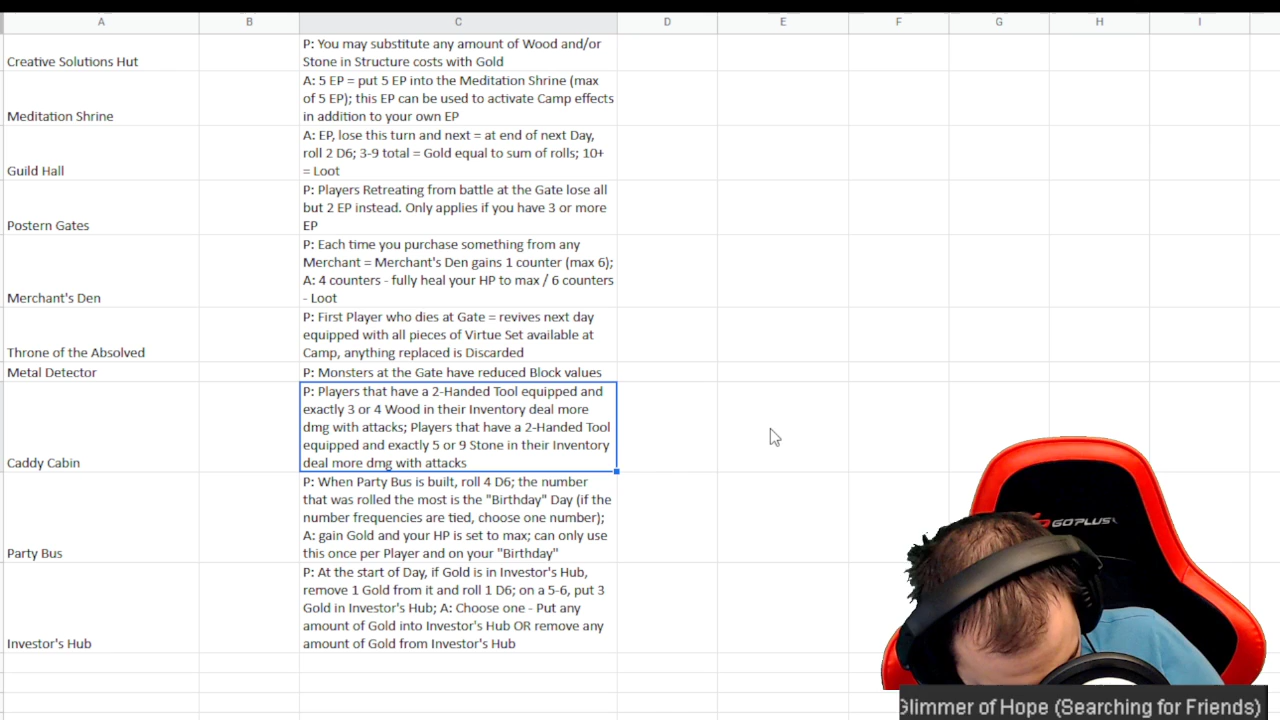 A B C D E F G H I
P: You may substitute any amount of Wood and/or
Stone in Structure costs with Gold
Creative Solutions Hut
A: 5 EP = put 5 EP into the Meditation Shrine (max
of 5 EP); this EP can be used to activate Camp effects
in addition to your own EP
Meditation Shrine
A: EP, lose this turn and next = at end of next Day,
roll 2 D6; 3-9 total = Gold equal to sum of rolls; 10+
= Loot
Guild Hall
P: Players Retreating from battle at the Gate lose all
but 2 EP instead. Only applies if you have 3 or more
EP
Postern Gates
P: Each time you purchase something from any
Merchant = Merchant's Den gains 1 counter (max 6);
A: 4 counters - fully heal your HP to max / 6 counters
- Loot
Merchant's Den
P: First Player who dies at Gate = revives next day
equipped with all pieces of Virtue Set available at
Camp, anything replaced is Discarded
Throne of the Absolved
Metal Detector
P: Monsters at the Gate have reduced Block values
P: Players that have a 2-Handed Tool equipped and
exactly 3 or 4 Wood in their Inventory deal more
dmg with attacks; Players that have a 2-Handed Tool
equipped and exactly 5 or 9 Stone in their Inventory
deal more dmg with attacks
Caddy Cabin
P: When Party Bus is built, roll 4 D6; the number
that was rolled the most is the "Birthday" Day (if the
number frequencies are tied, choose one number);
A: gain Gold and your HP is set to max; can only use
this once per Player and on your "Birthday"
Party Bus
P: At the start of Day, if Gold is in Investor's Hub,
remove 1 Gold from it and roll 1 D6; on a 5-6, put 3
Gold in Investor's Hub; A: Choose one - Put any
amount of Gold into Investor's Hub OR remove any
amount of Gold from Investor's Hub
Investor's Hub
GOPLUS
Glimmer of Hope (Searching for Friends)